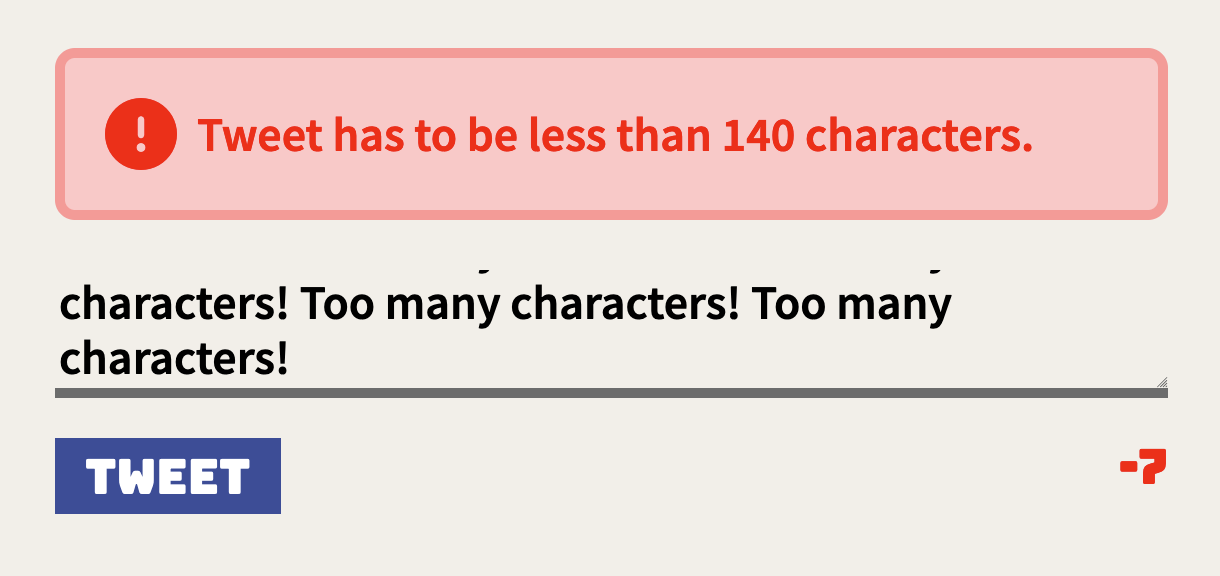 Tweet has to be less than 140 characters.
characters! Too many characters! Too many
characters!
TWEET
-7